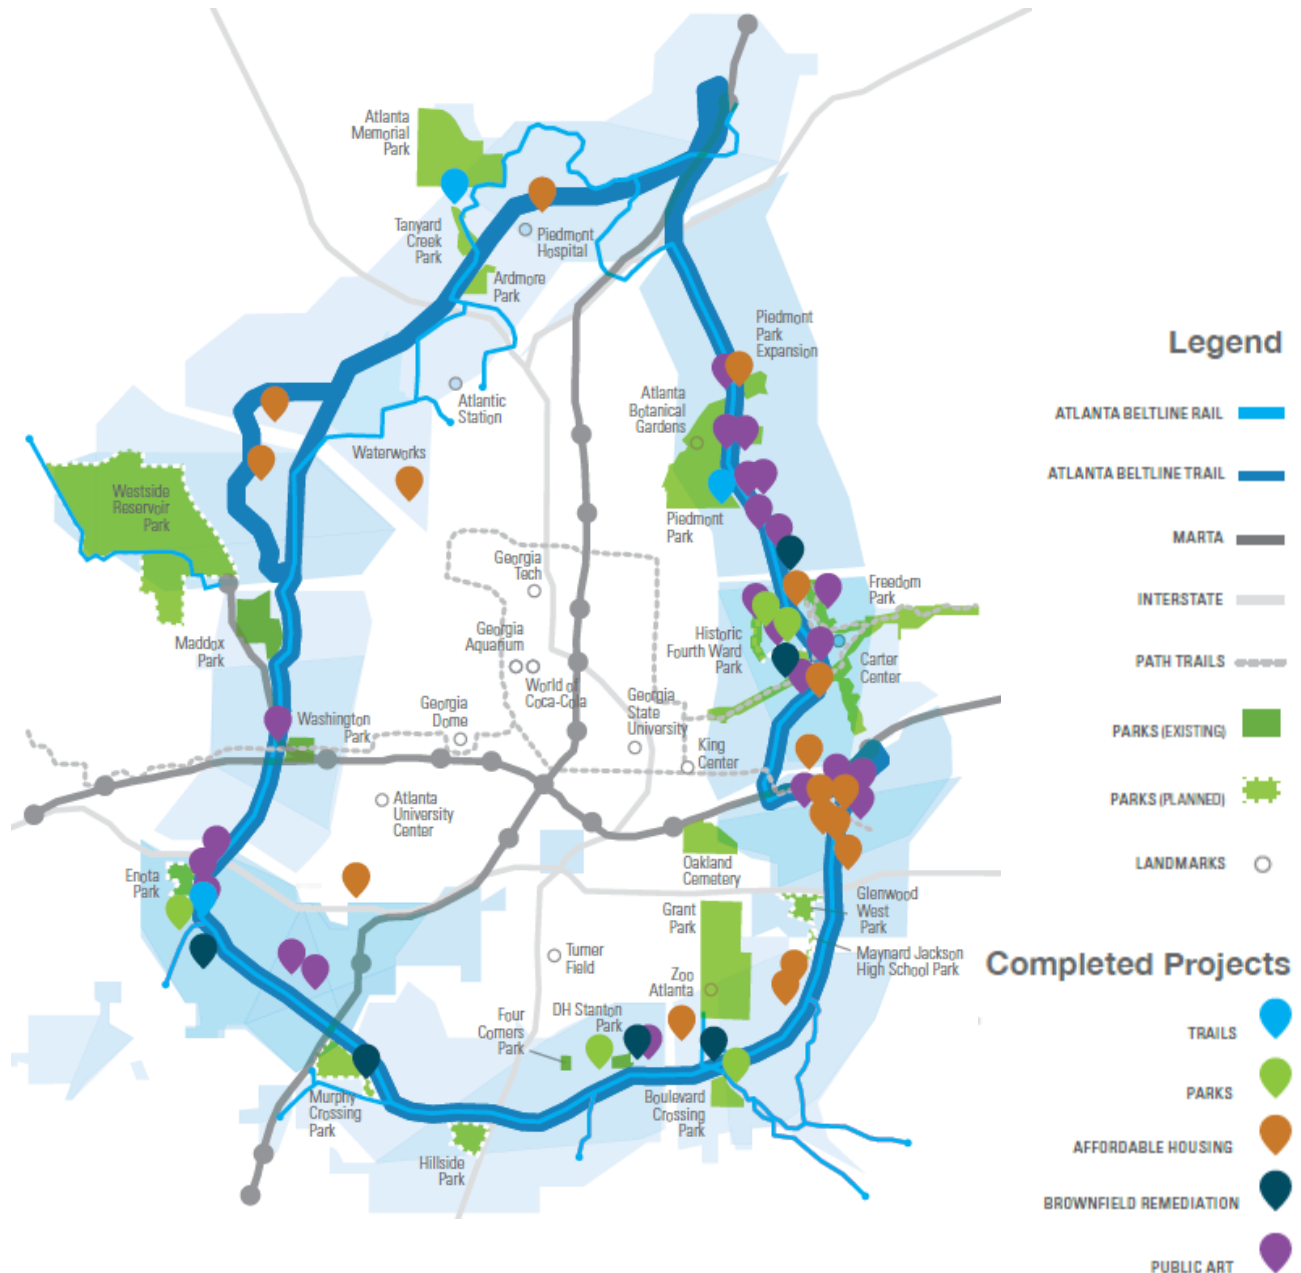 Atlanta
Memorial
Park
Tanyard
Creek
Park
Piedmont
Hospital
Ardmore
Park
Piedmont
Park
Expansion
Legend
Atlanta
Botanical
Gardens
Atlantic
Station
ATLANTA BELTLINE RAIL
Waterworks
ATLANTA BELTLINE TRAIL
Westside
Reservoir
Park
Piedmont
Park
MARTA
Georgia
Tech
Freedom
Park
INTERSTATE
Georgia
Aquarium
Historic
Fourth Ward
Park
Maddox
Park
Carter
Center
PATH TRAILS
World of
Coca-Cola
Georgia
State
University
Georgia
Dome
Washington
Park
PARKS (EXISTING)
King
Center
Atlanta
University
Center
PARKS (PLANNED)
Oakland
Cemetery
LANDMARKS
Enota
Park
Glenwood
West
Park
Grant
Park
Maynard Jackson
High School Park
Turner
Field
Zoo
Atlanta
Completed Projects
DH Stanton
Park
Four
Corners
Park
TRAILS
Murphy
Crossing
Park
Boulevard
Crossing
Park
PARKS
Hillside
Park
AFFORDABLE HOUSING
BROWNFIELD REMEDIATION
PUBLIC ART